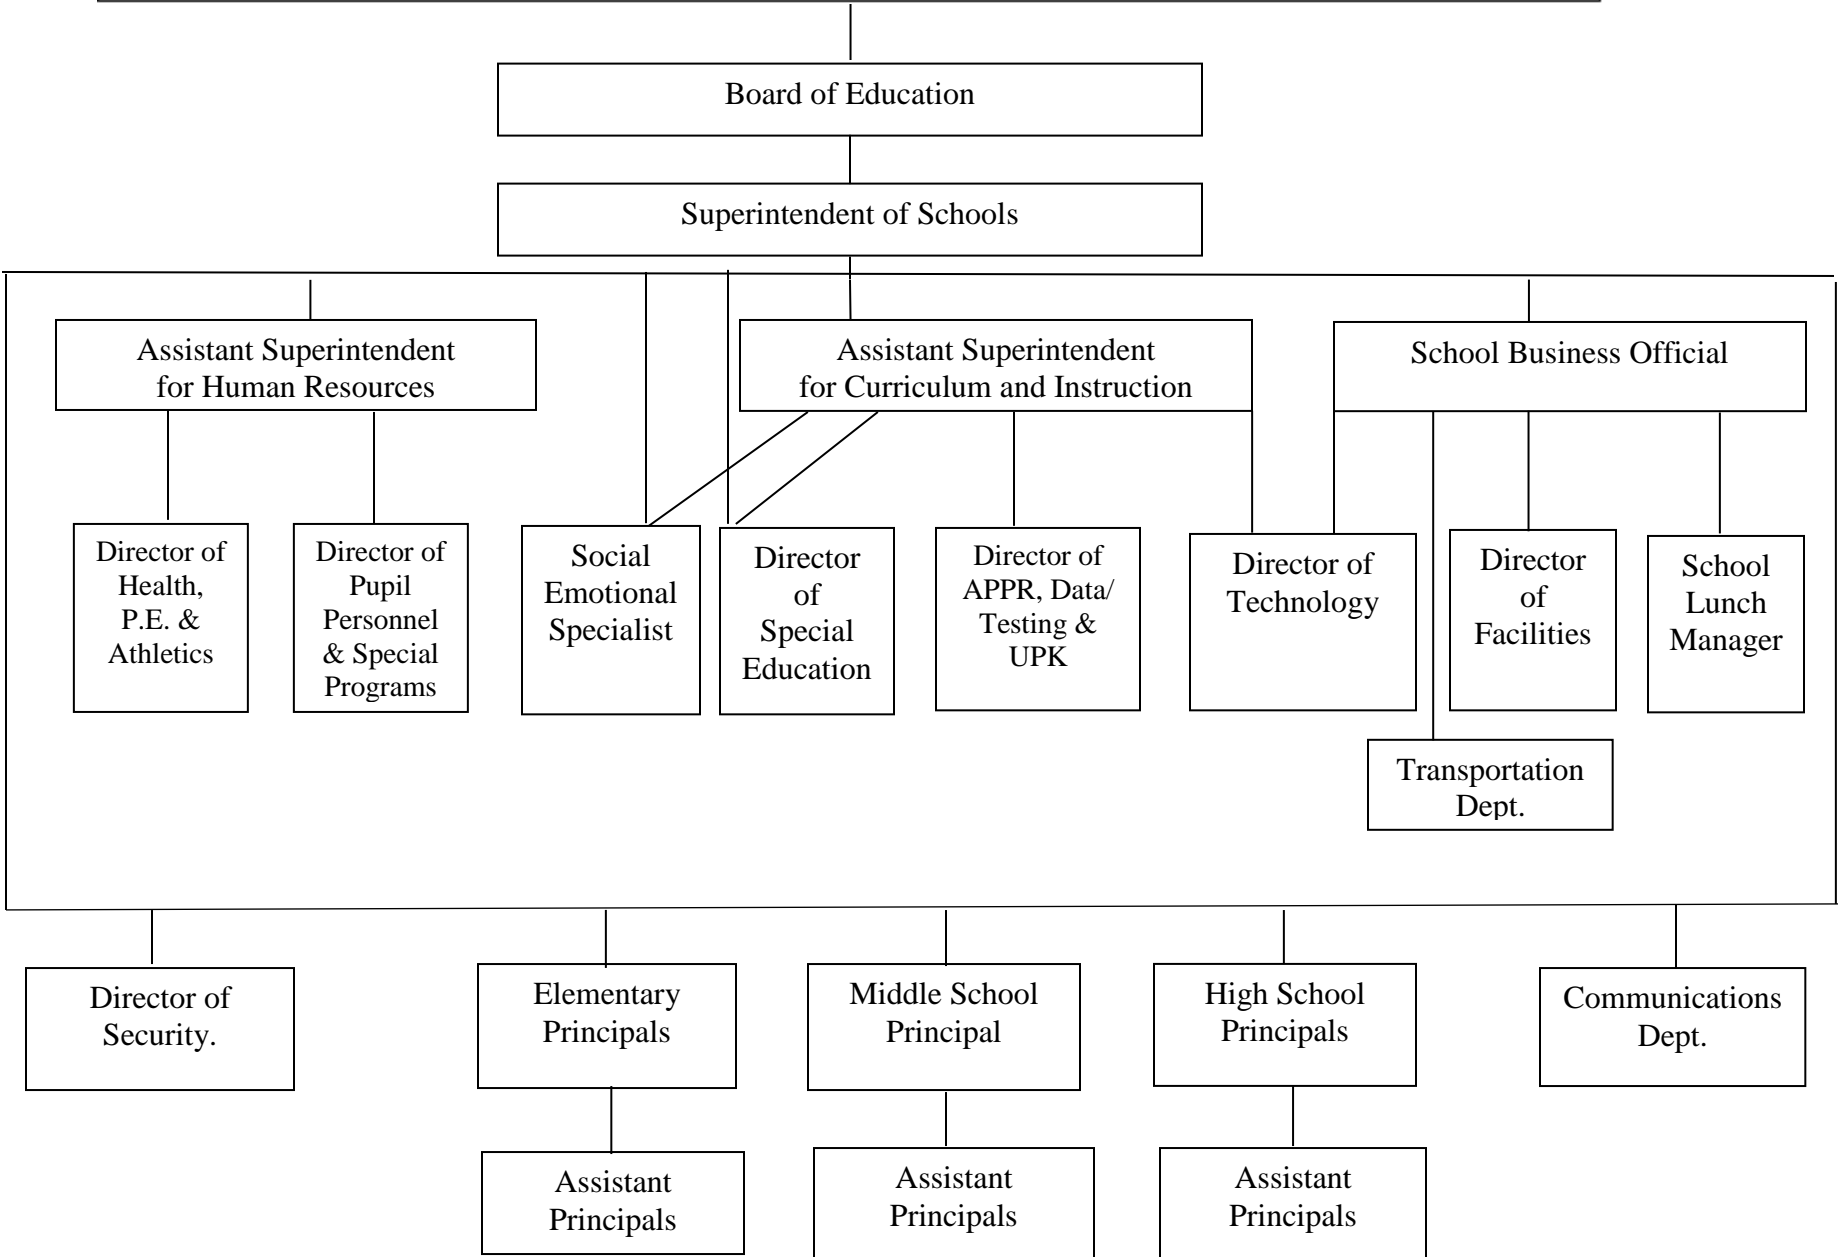 Board of Education
Superintendent of Schools
Assistant Superintendent
for Human Resources
Assistant Superintendent
for Curriculum and Instruction
School Business Official
Director of
Health,
P.E. &
Athletics
Director of
Pupil
Personnel
& Special
Programs
Social
Emotional
Specialist
Director
of
Special
Education
Director of
APPR, Data/
Testing &
UPK
Director of
Technology
Director
of
Facilities
School
Lunch
Manager
Transportation
Dept.
Director of
Security.
Elementary
Principals
Middle School
Principal
High School
Principals
Communications
Dept.
Assistant
Principals
Assistant
Principals
Assistant
Principals